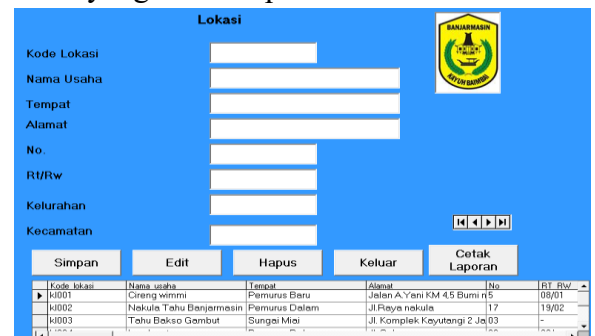 Lokasi
BANJARMASIN
KAYUH BAIMBAI
Kode Lokasi
Nama Usaha
Tempat
Alamat
No.
Rt/Rw
Kelurahan
Kecamatan
Simpan Edit Hapus Keluar Cetak Laporan
Kode lokasi Nama usaha Tempat Alamat No RT RW
kl001 Cireng wimmi Pemurus Baru Jalan A.Yani KM 4,5 Bumi n 5 08/01
kl002 Nakula Tahu Banjarmasin Pemurus Dalam Jl.Raya nakula 17 19/02
kl003 Tahu Bakso Gambut Sungai Miai Jl. Komplek Kayutangi 2 Ja 03 -